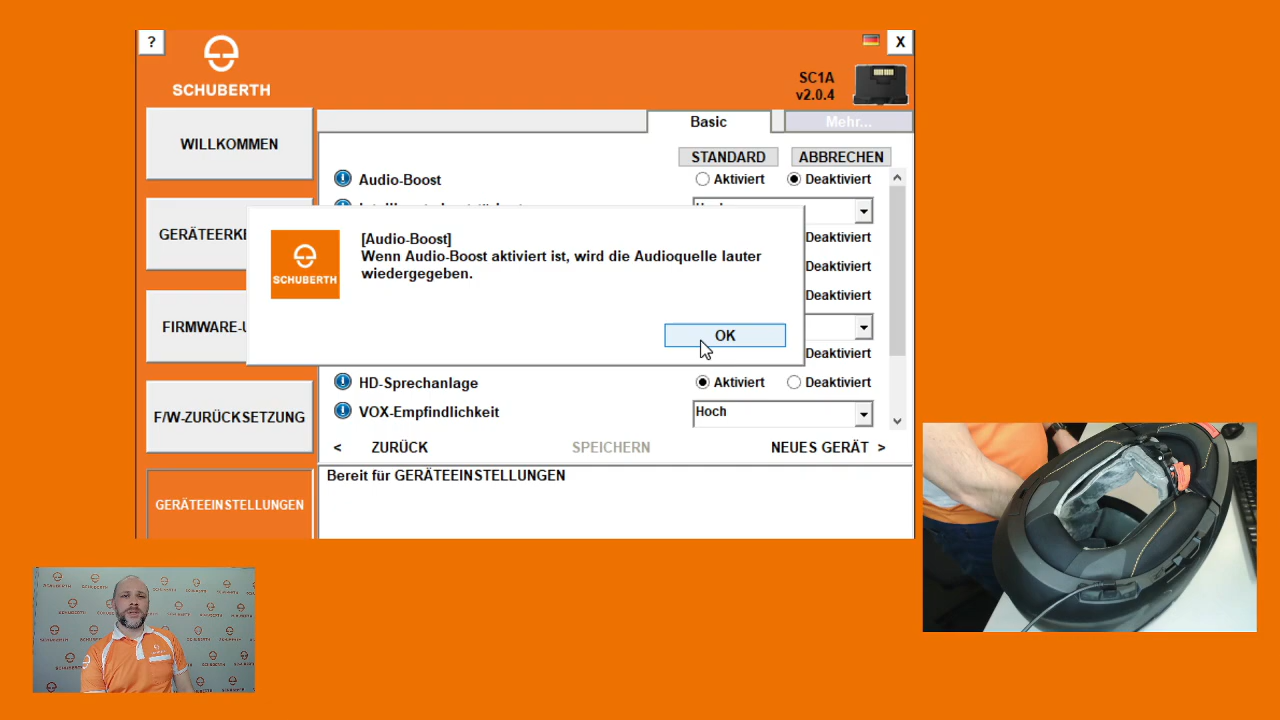 ?
X
SCHUBERTH
SC1A
v2.0.4
WILLKOMMEN
Basic
Mehr...
STANDARD
ABBRECHEN
Audio-Boost
Aktiviert
Deaktiviert
GERÄTEERKE
[Audio-Boost]
Wenn Audio-Boost aktiviert ist, wird die Audioquelle lauter
wiedergegeben.
SCHUBERTH
OK
Deaktiviert
Deaktiviert
Deaktiviert
FIRMWARE-U
Deaktiviert
HD-Sprechanlage
Aktiviert
Deaktiviert
F/W-ZURÜCKSETZUNG
VOX-Empfindlichkeit
Hoch
< ZURÜCK
SPEICHERN
NEUES GERÄT >
GERÄTEEINSTELLUNGEN
Bereit für GERÄTEEINSTELLUNGEN